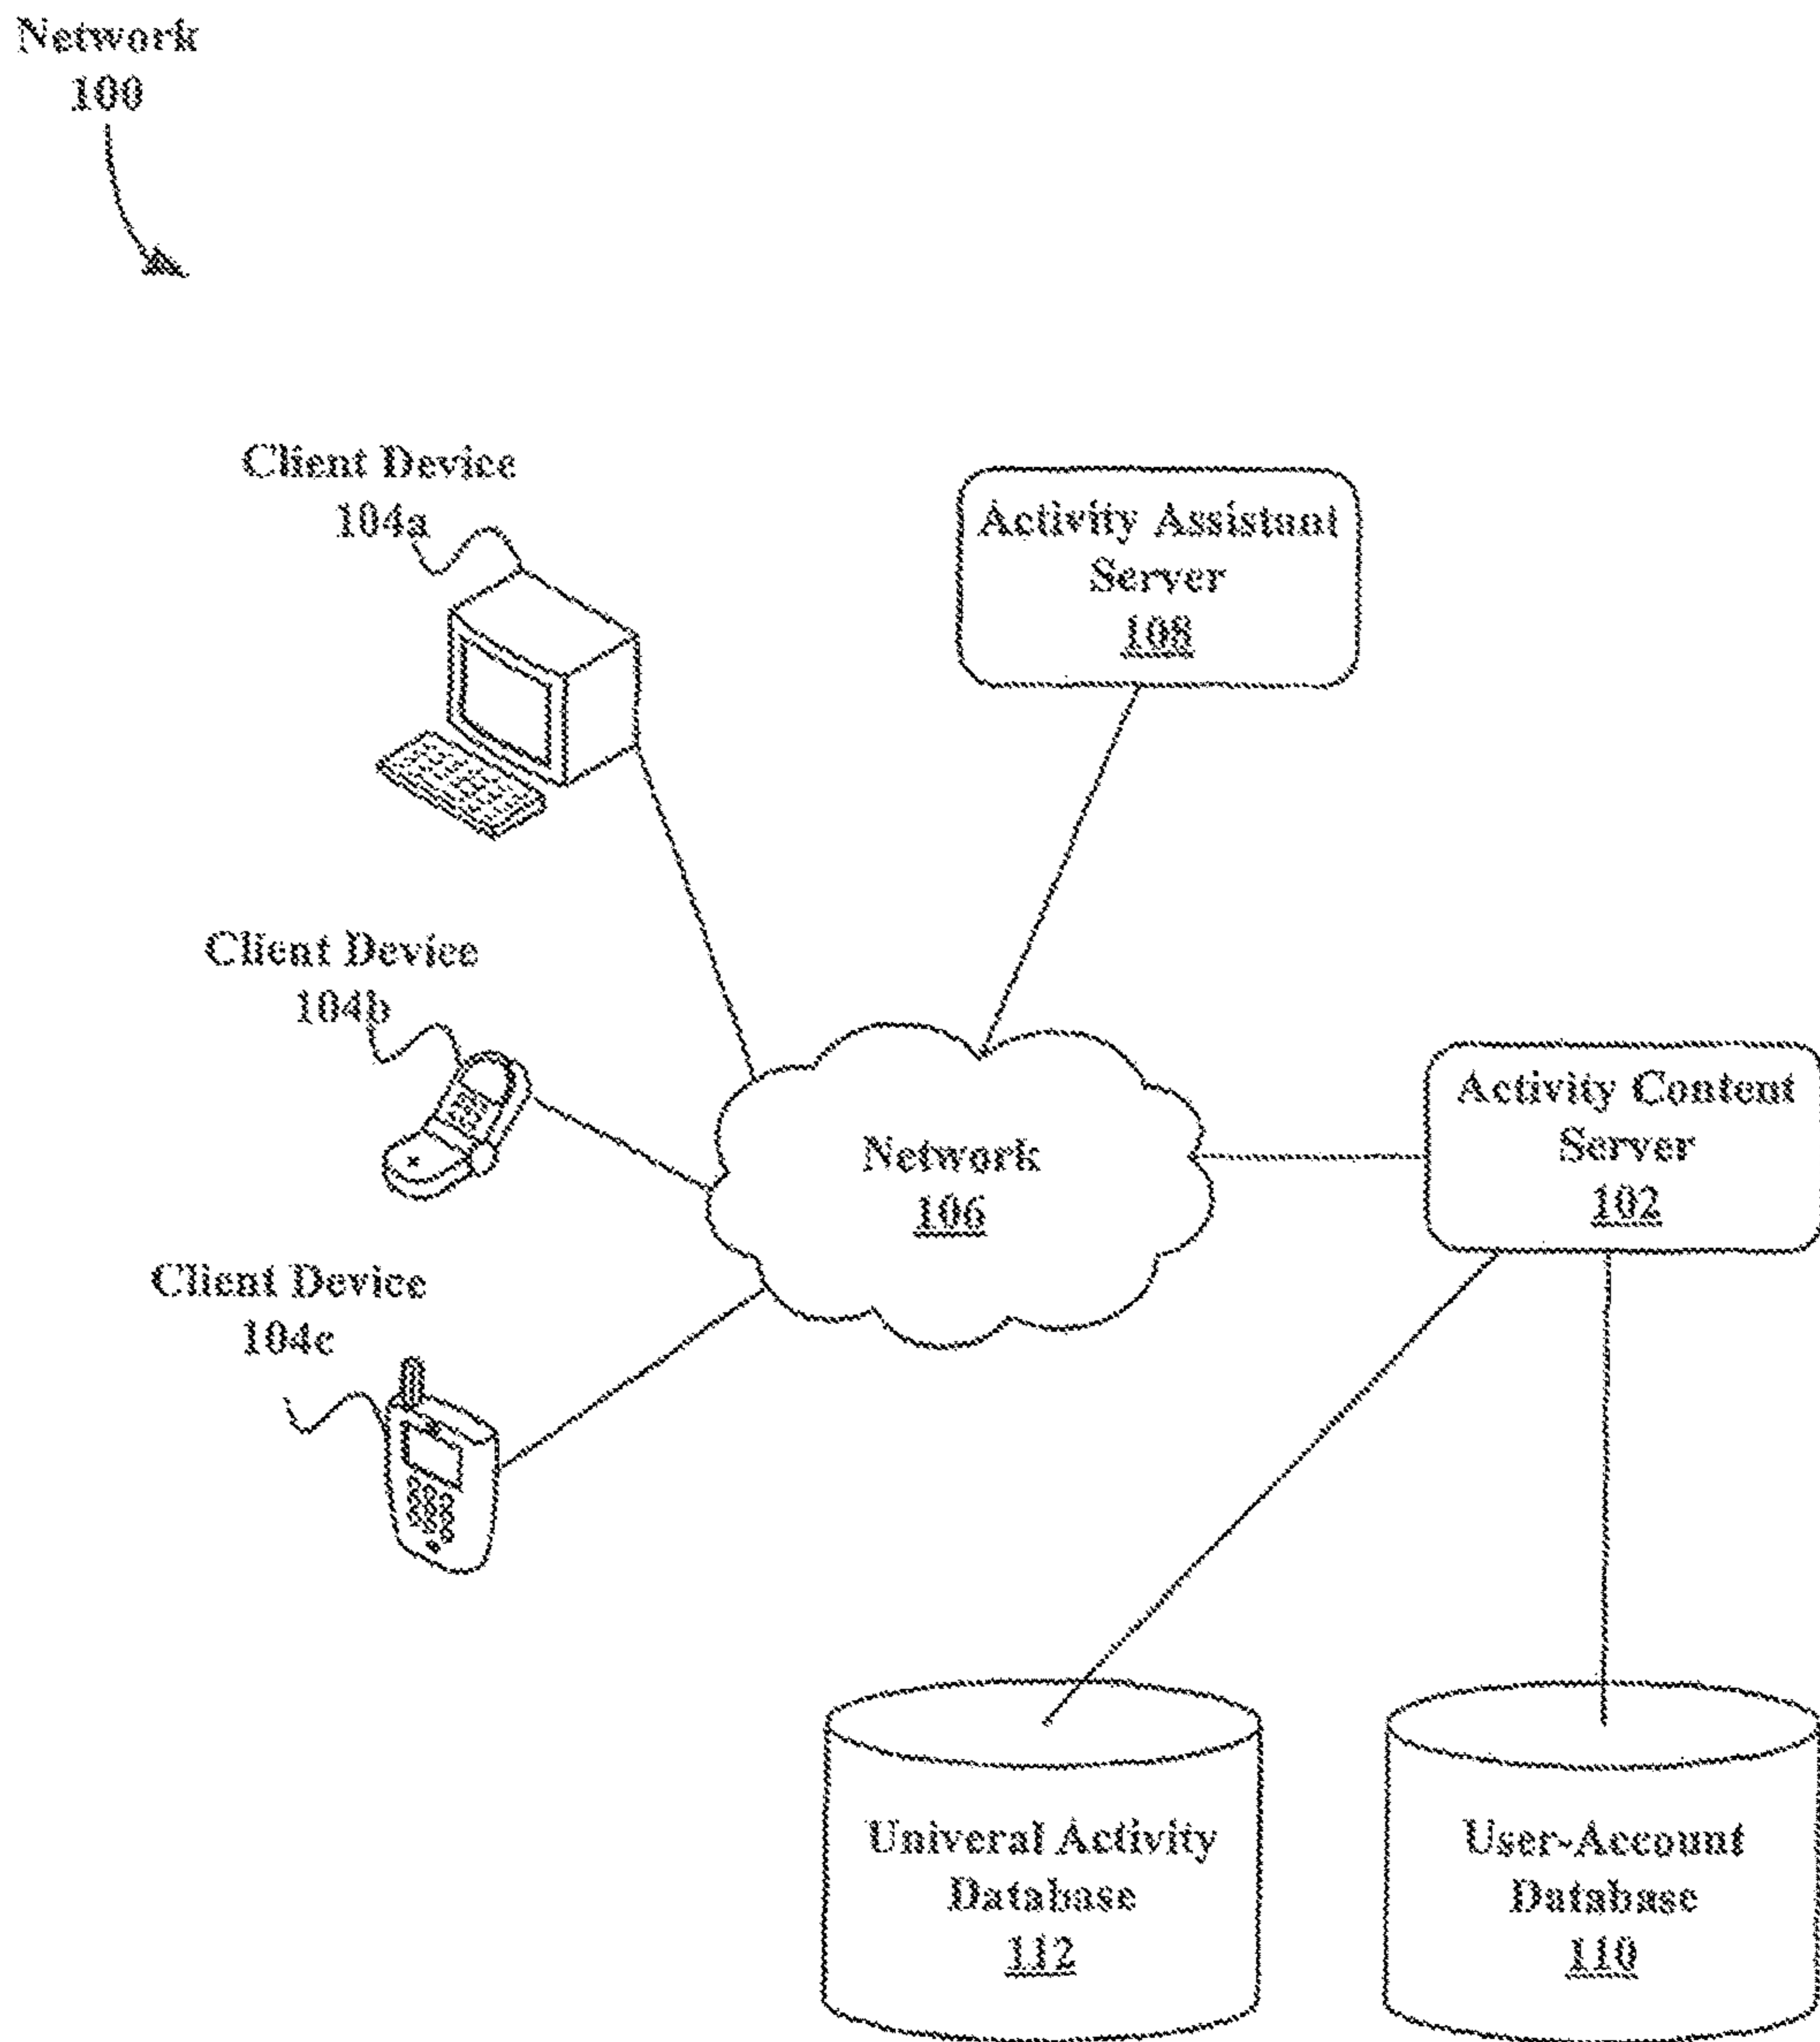 Network
100
Client Device
104a
Activity Assistant
Server
108
Client Device
104b
Network
106
Activity Content
Server
102
Client Device
104c
Univeral Activity
Database
112
User-Account
Database
110